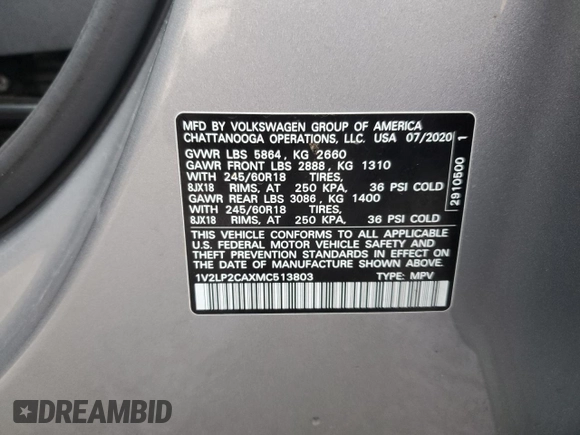 MFD BY VOLKSWAGEN GROUP OF AMERICA
CHATTANOOGA OPERATIONS, LLC. USA 07/2020
GVWR LBS 5864, KG 2660
GAWR FRONT LBS 2888, KG 1310
WITH 245/60R18 TIRES,
8JX18 RIMS, AT 250 KPA, 36 PSI COLD
GAWR REAR LBS 3086, KG 1400
WITH 245/60R18 TIRES,
8JX18 RIMS, AT 250 KPA, 36 PSI COLD
THIS VEHICLE CONFORMS TO ALL APPLICABLE
U.S. FEDERAL MOTOR VEHICLE SAFETY AND
THEFT PREVENTION STANDARDS IN EFFECT ON
THE DATE OF MANUFACTURE SHOWN ABOVE.
1V2LP2CAXMC513803 TYPE: MPV
2910500 1
DREAMBID